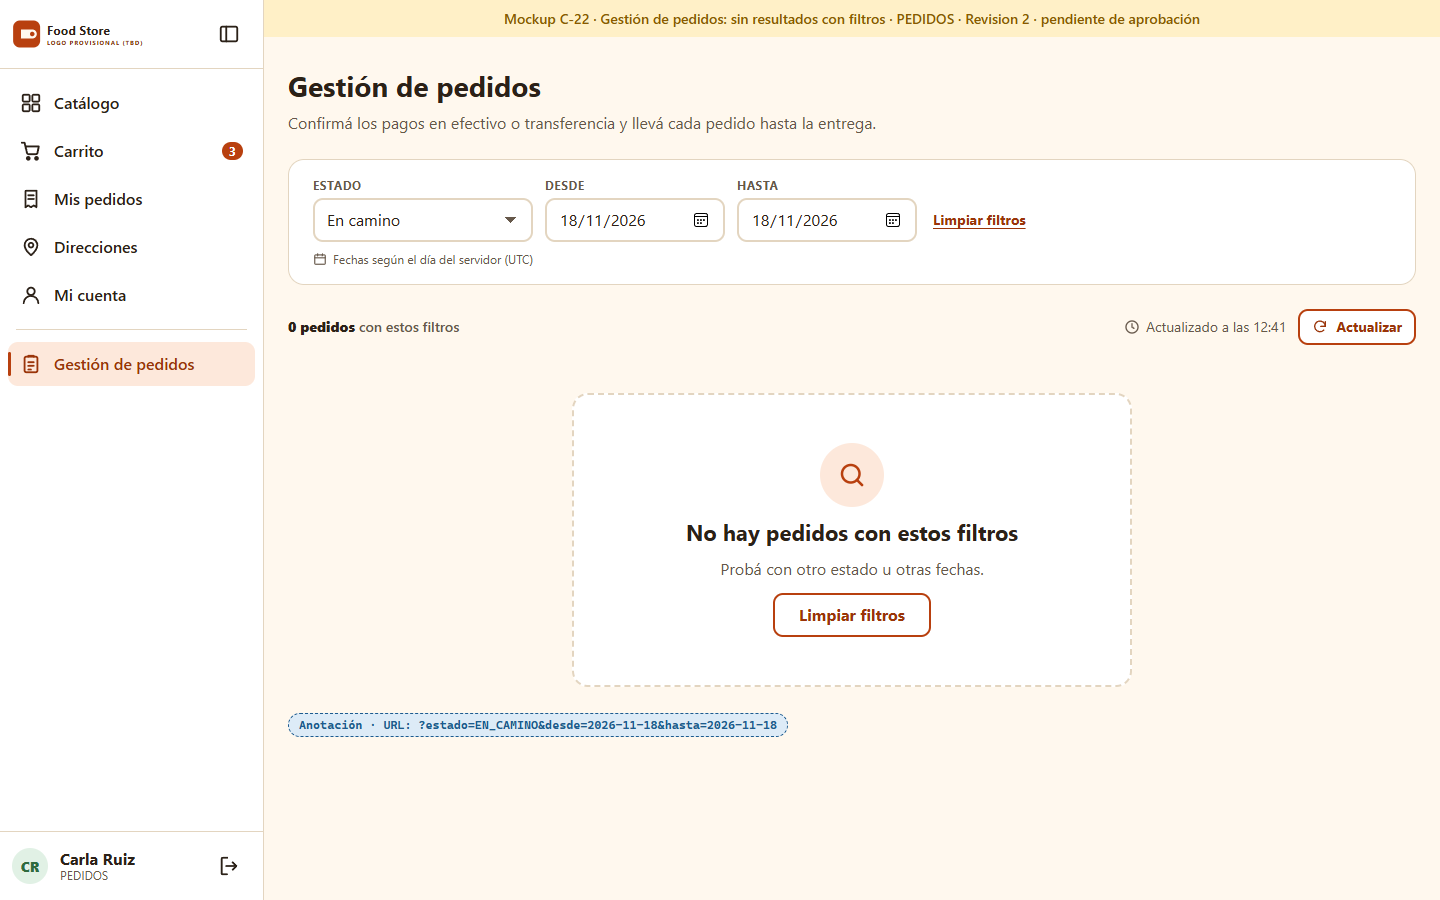 Food Store
LOGO PROVISIONAL (TBD)
Catálogo
Carrito
3
Mis pedidos
Direcciones
Mi cuenta
Gestión de pedidos
CR
Carla Ruiz
PEDIDOS
Mockup C-22 · Gestión de pedidos: sin resultados con filtros · PEDIDOS · Revision 2 · pendiente de aprobación
Gestión de pedidos
Confirmá los pagos en efectivo o transferencia y llevá cada pedido hasta la entrega.
ESTADO
En camino
DESDE
18/11/2026
HASTA
18/11/2026
Limpiar filtros
Fechas según el día del servidor (UTC)
0 pedidos con estos filtros
Actualizado a las 12:41
Actualizar
No hay pedidos con estos filtros
Probá con otro estado u otras fechas.
Limpiar filtros
Anotación · URL: ?estado=EN_CAMINO&desde=2026-11-18&hasta=2026-11-18